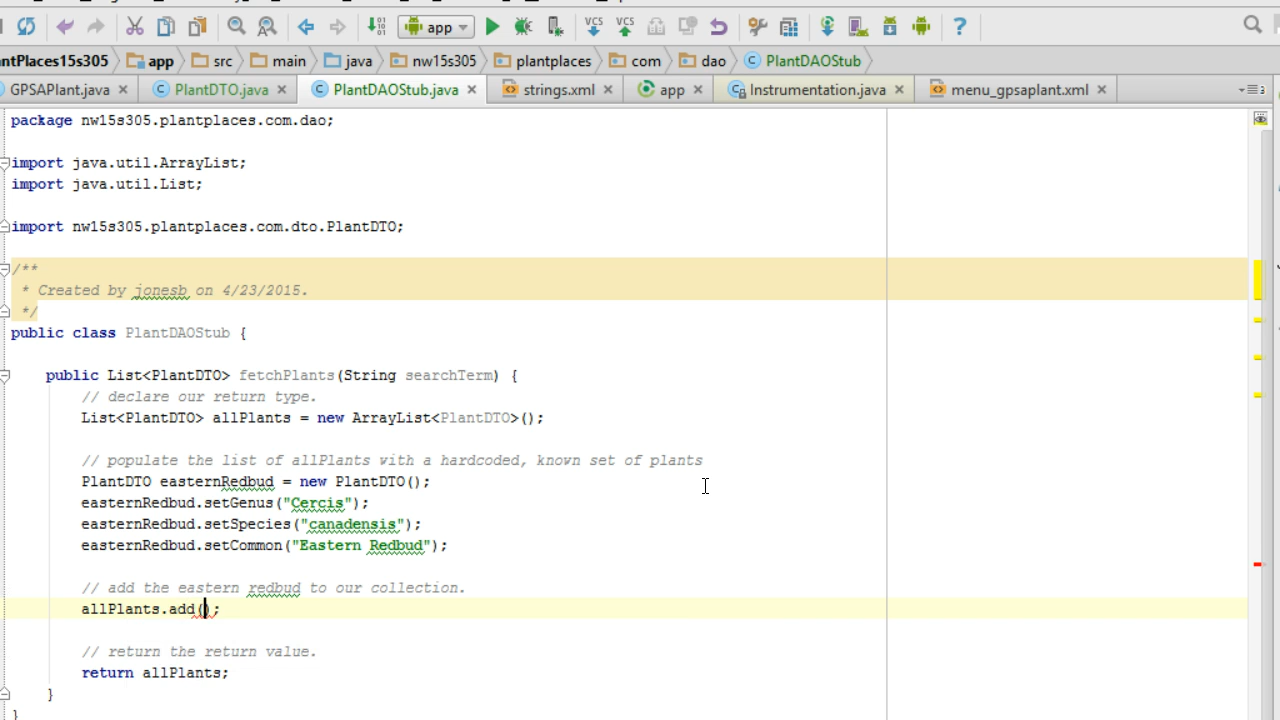 app
antPlaces15s305 app src main java nw15s305 plantplaces com dao PlantDAOStub
GPSAPlant.java PlantDTO.java PlantDAOStub.java strings.xml app Instrumentation.java menu_gpsaplant.xml
package nw15s305.plantplaces.com.dao;
import java.util.ArrayList;
import java.util.List;
import nw15s305.plantplaces.com.dto.PlantDTO;
/**
* Created by jonesb on 4/23/2015.
*/
public class PlantDAOStub {
public List<PlantDTO> fetchPlants(String searchTerm) {
// declare our return type.
List<PlantDTO> allPlants = new ArrayList<PlantDTO>();
// populate the list of allPlants with a hardcoded, known set of plants
PlantDTO easternRedbud = new PlantDTO();
easternRedbud.setGenus("Cercis");
easternRedbud.setSpecies("canadensis");
easternRedbud.setCommon("Eastern Redbud");
// add the eastern redbud to our collection.
allPlants.add();
// return the return value.
return allPlants;
}
}